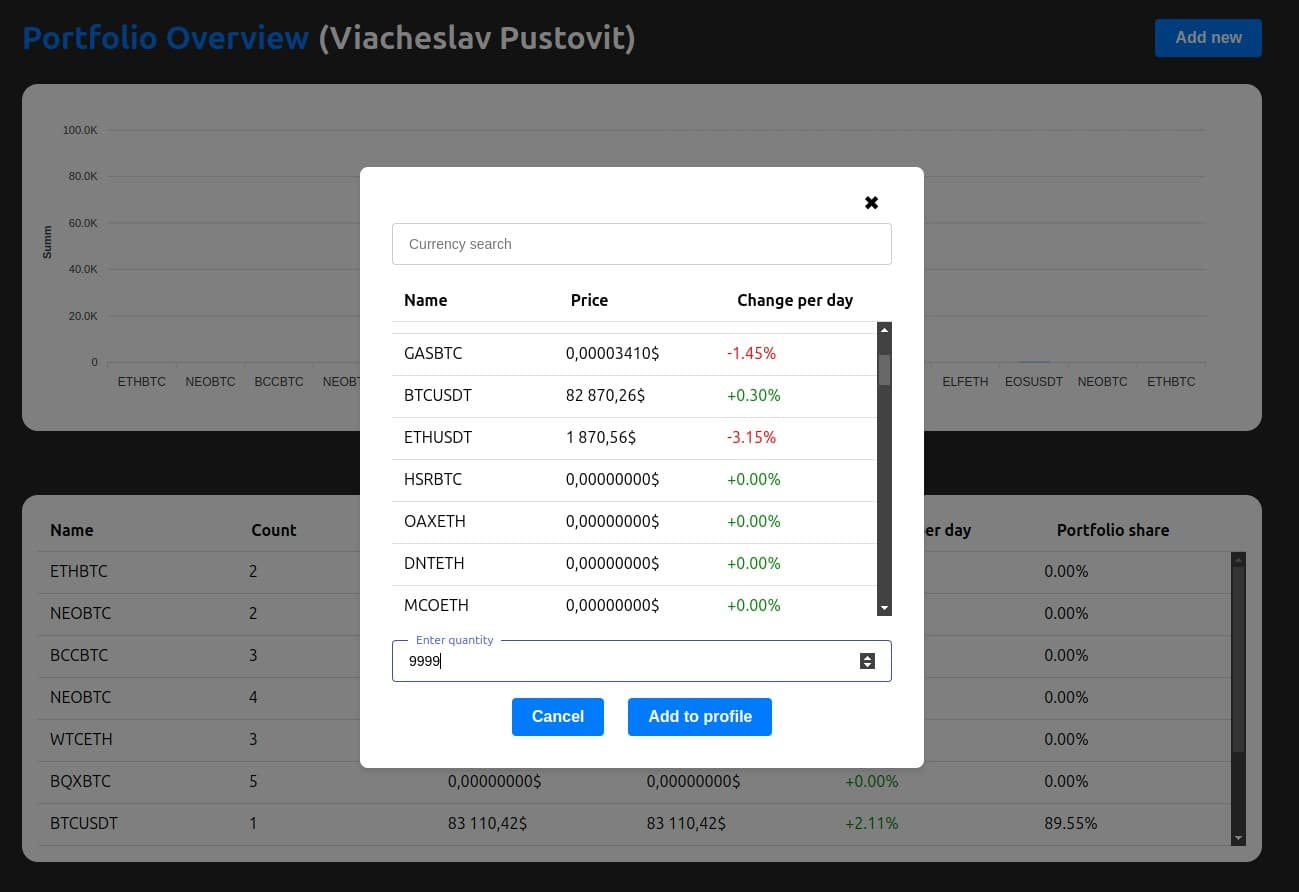 Portfolio Overview (Viacheslav Pustovit)
Add new
100.0K
80.0K
60.0K
40.0K
20.0K
0
Summ
ETHBTC NEOBTC BCCBTC NEOBT
ELFETH EOSUSDT NEOBTC ETHBTC
✖
Currency search
Name Price Change per day
GASBTC 0,00003410$ -1.45%
BTCUSDT 82 870,26$ +0.30%
ETHUSDT 1 870,56$ -3.15%
HSRBTC 0,00000000$ +0.00%
OAXETH 0,00000000$ +0.00%
DNTETH 0,00000000$ +0.00%
MCOETH 0,00000000$ +0.00%
Enter quantity
9999
Cancel Add to profile
Name Count er day Portfolio share
ETHBTC 2 0.00%
NEOBTC 2 0.00%
BCCBTC 3 0.00%
NEOBTC 4 0.00%
WTCETH 3 0.00%
BQXBTC 5 0,00000000$ 0,00000000$ +0.00% 0.00%
BTCUSDT 1 83 110,42$ 83 110,42$ +2.11% 89.55%